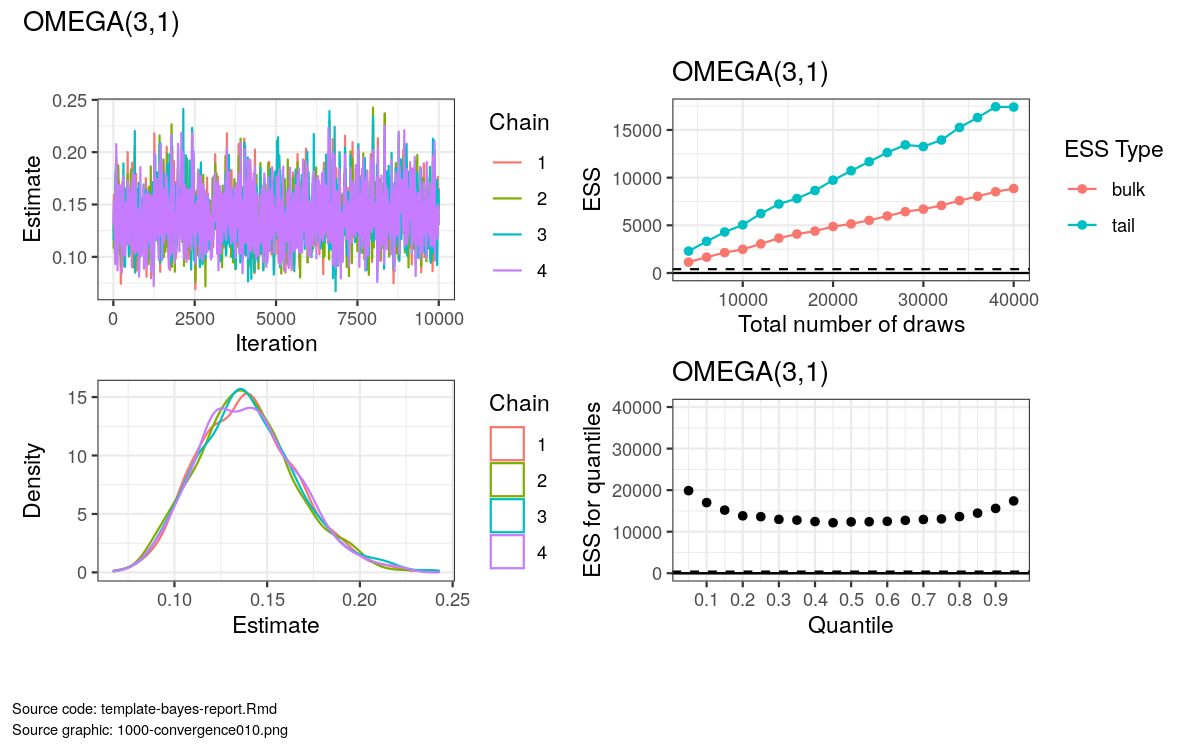 OMEGA(3,1)
0.25
0.20
0.15
0.10
Estimate
0 2500 5000 7500 10000
Iteration
Chain
1
2
3
4
OMEGA(3,1)
15000
10000
5000
0
ESS
10000 20000 30000 40000
Total number of draws
ESS Type
bulk
tail
15
10
5
0
Density
0.10 0.15 0.20 0.25
Estimate
Chain
1
2
3
4
OMEGA(3,1)
40000
30000
20000
10000
0
ESS for quantiles
0.1 0.2 0.3 0.4 0.5 0.6 0.7 0.8 0.9
Quantile
Source code: template-bayes-report.Rmd
Source graphic: 1000-convergence010.png